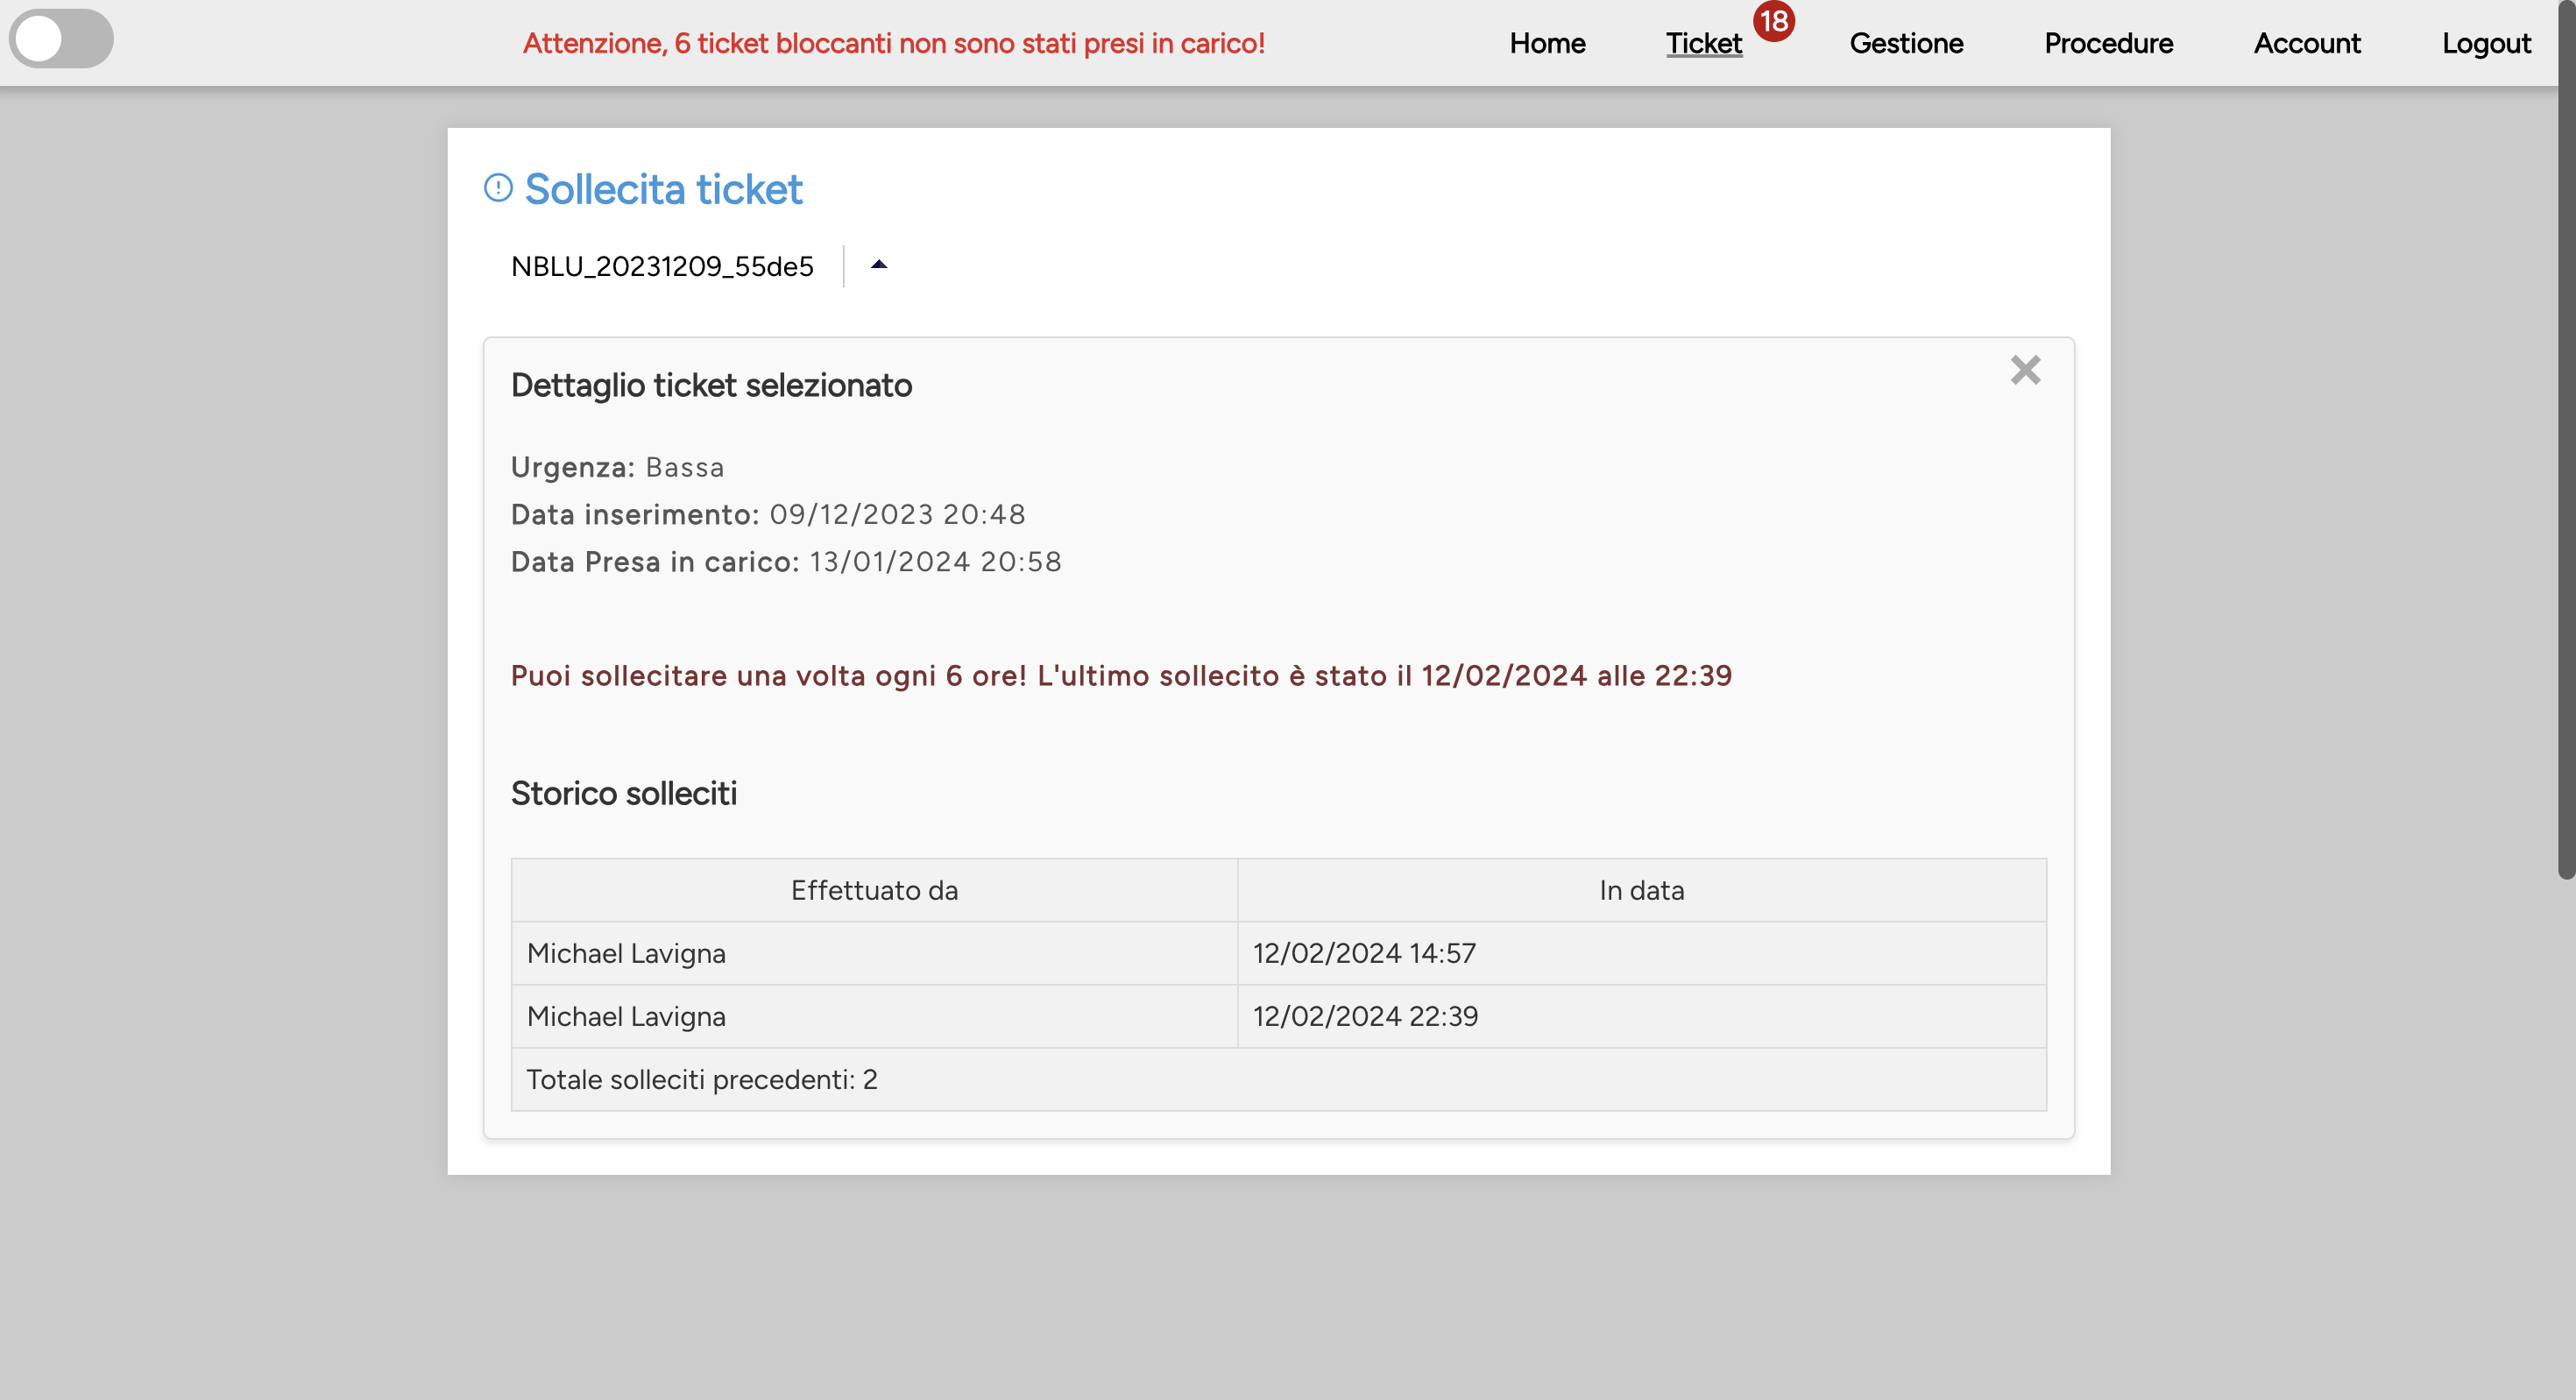 Attenzione, 6 ticket bloccanti non sono stati presi in carico!
Home
Ticket
18
Gestione
Procedure
Account
Logout
Sollecita ticket
NBLU_20231209_55de5
Dettaglio ticket selezionato
Urgenza: Bassa
Data inserimento: 09/12/2023 20:48
Data Presa in carico: 13/01/2024 20:58
Puoi sollecitare una volta ogni 6 ore! L'ultimo sollecito è stato il 12/02/2024 alle 22:39
Storico solleciti
Effettuato da
In data
Michael Lavigna
12/02/2024 14:57
Michael Lavigna
12/02/2024 22:39
Totale solleciti precedenti: 2